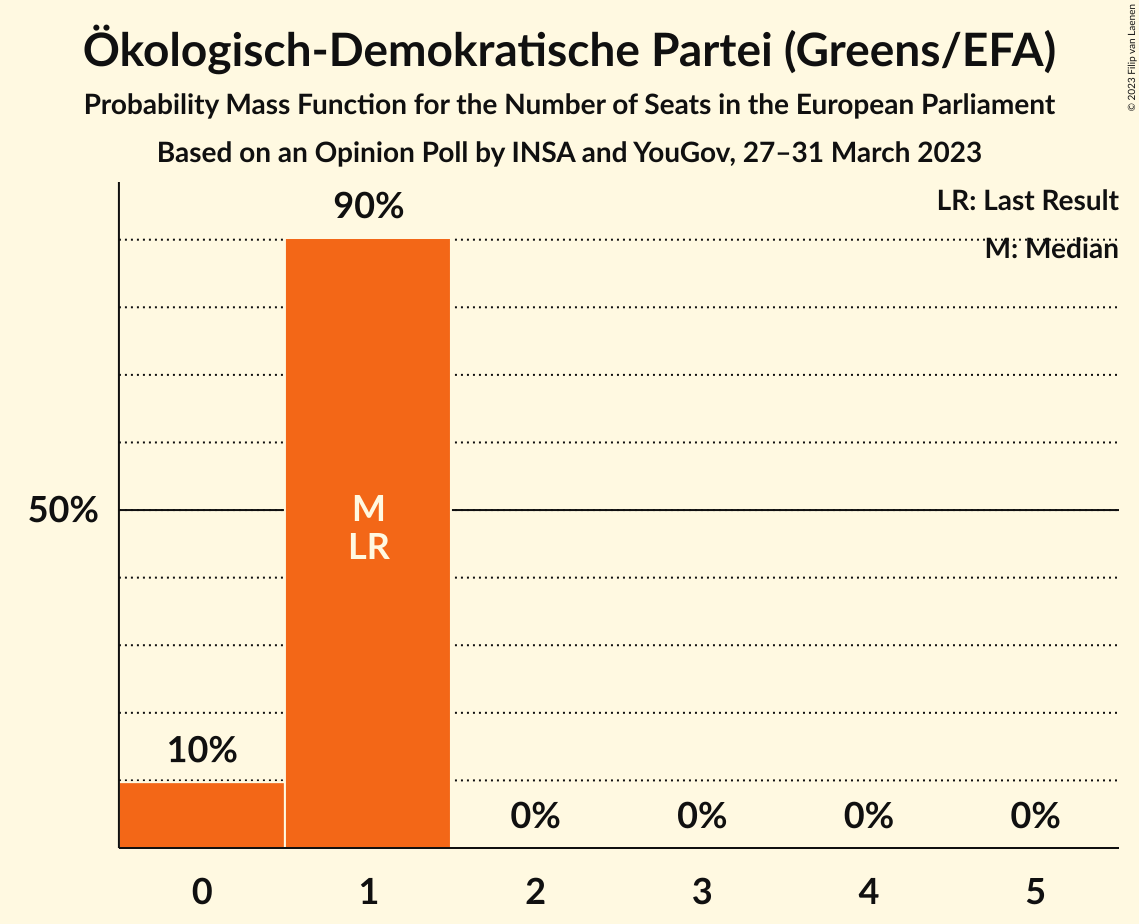 Ökologisch-Demokratische Partei (Greens/EFA)
Probability Mass Function for the Number of Seats in the European Parliament
Based on an Opinion Poll by INSA and YouGov, 27–31 March 2023
© 2023 Filip van Laenen
LR: Last Result
M: Median
90%
50%
M
LR
10%
0%
0%
0%
0%
0
1
2
3
4
5